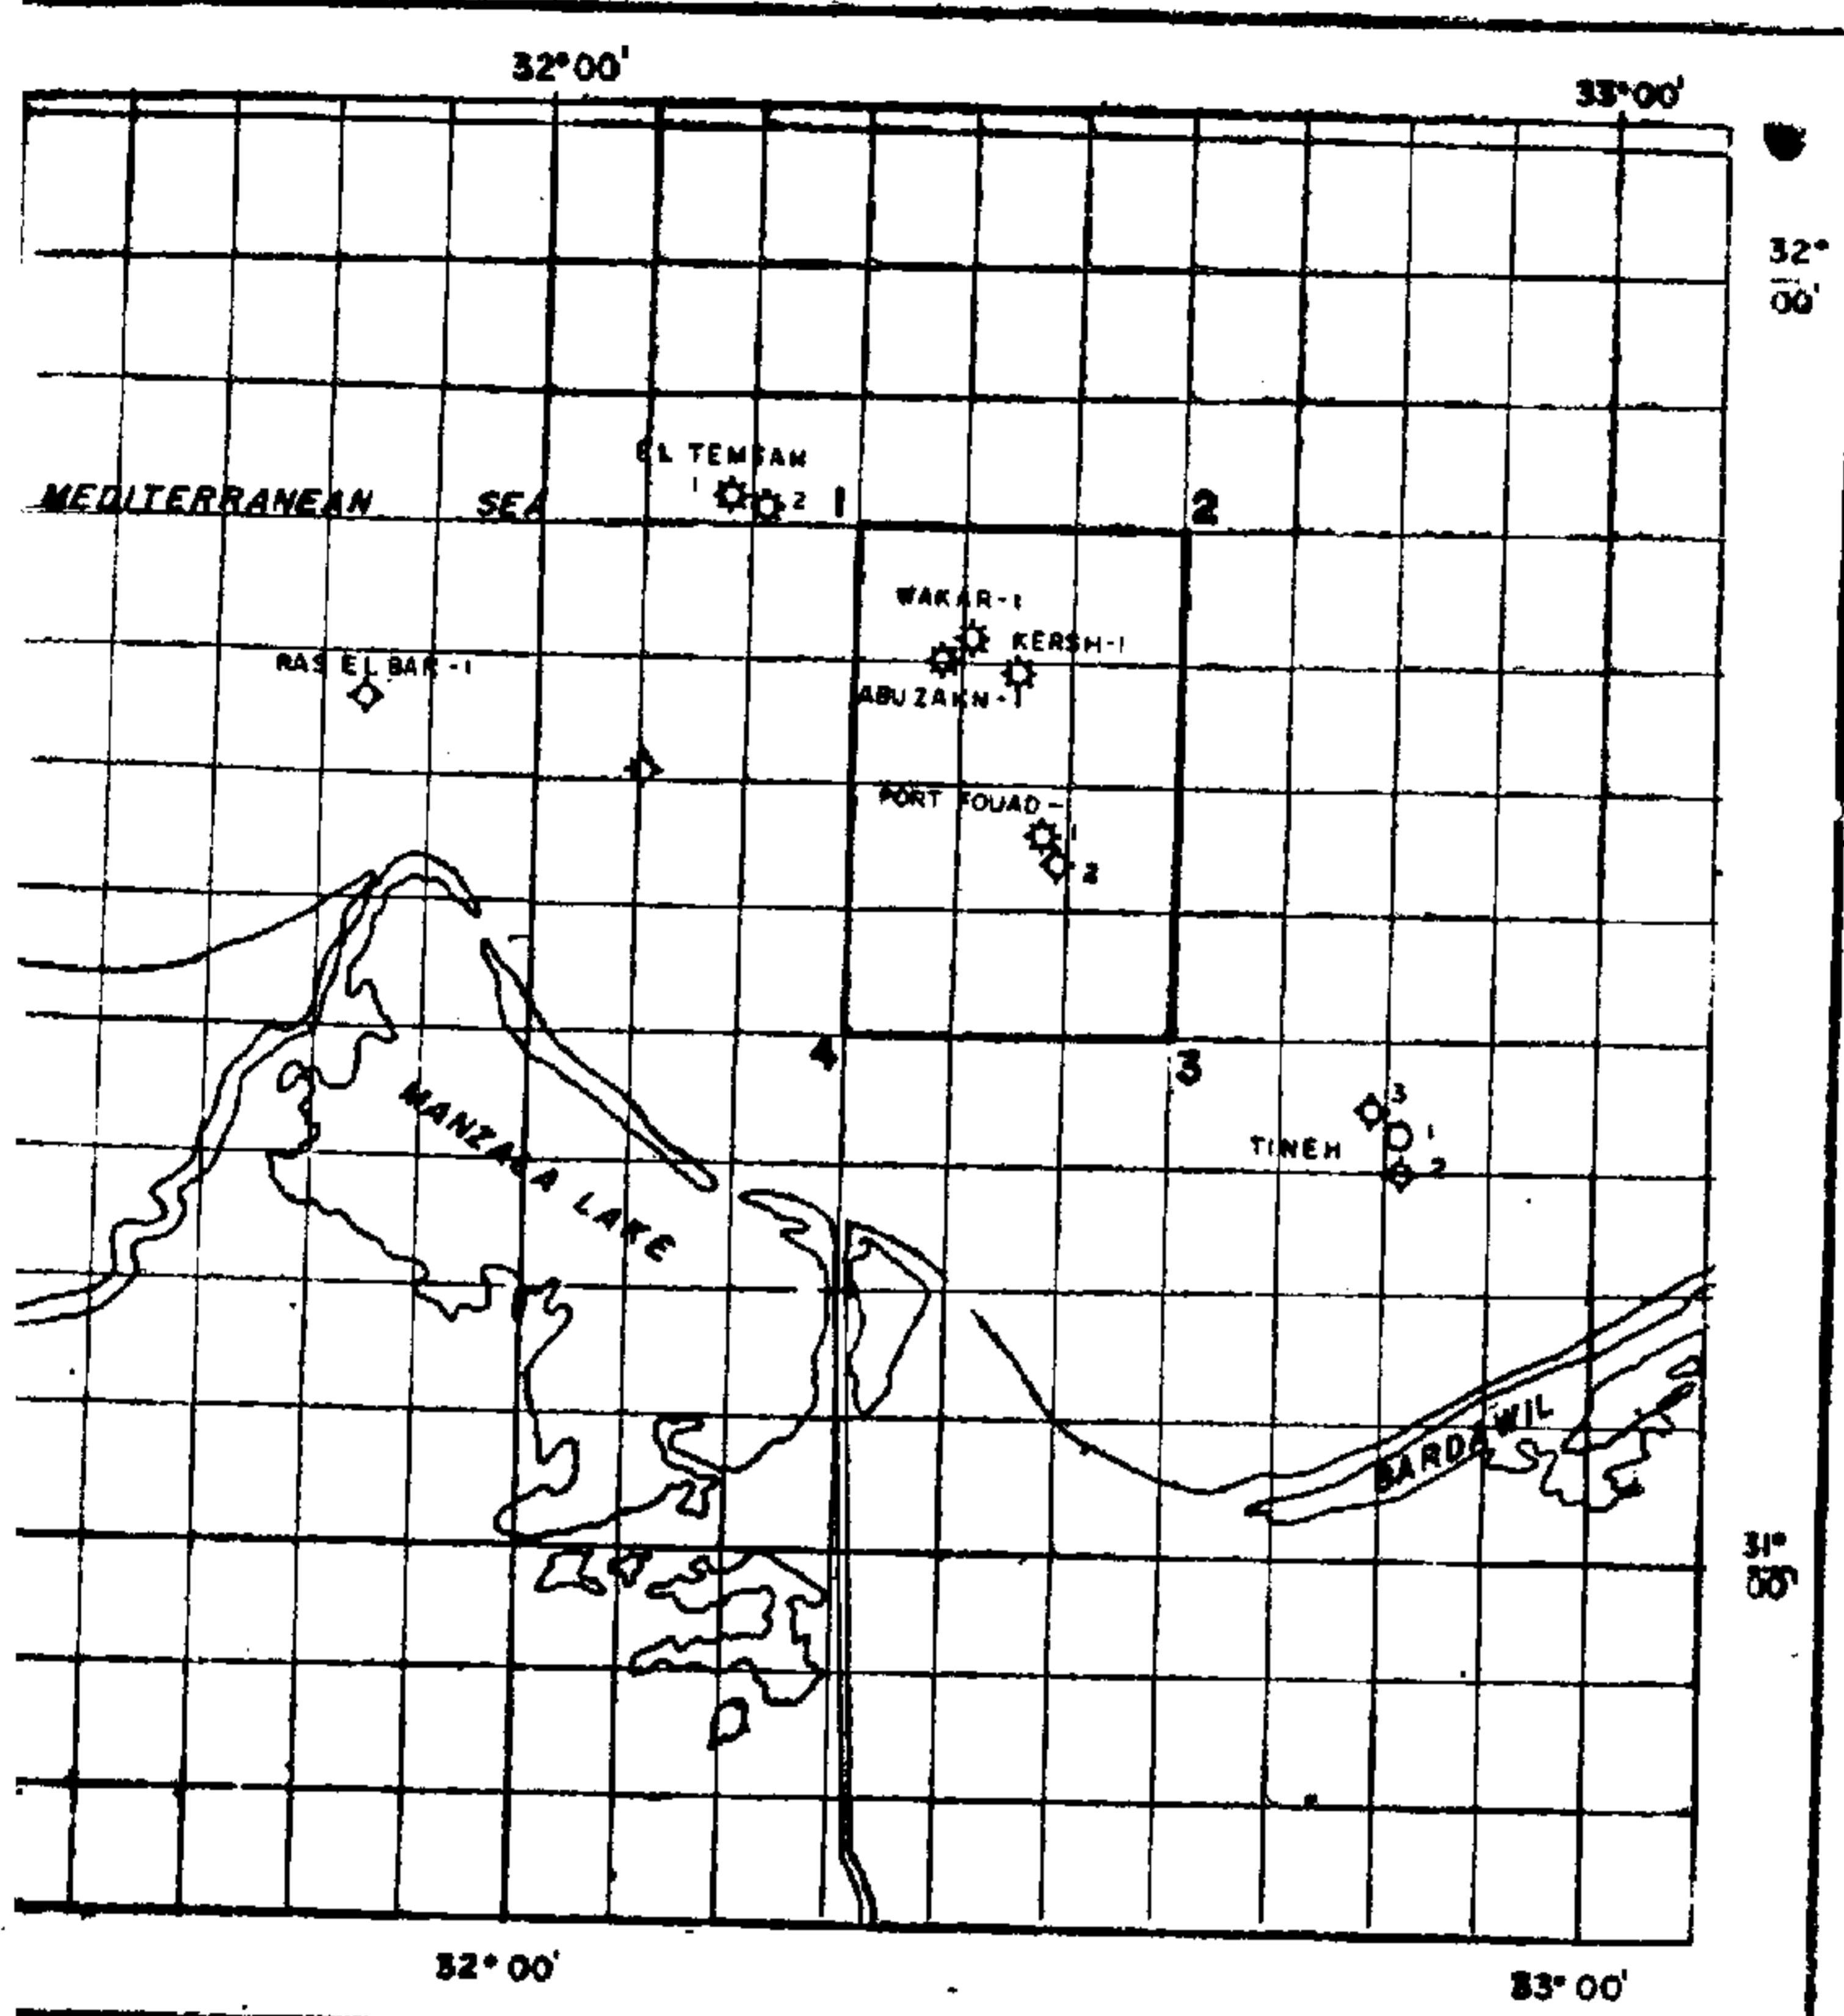 32°00'
33°00'
32°
00'
EL TEMSAH
1
2
1
2
MEDITERRANEAN SEA
WAKAR-1
KERSH-1
RAS EL BAR-1
ABU ZAKN-1
PORT FOUAD-
1
2
4
3
MANZALA LAKE
3
1
TINEH
2
BARDAWIL
31°
00'
32°00'
33°00'